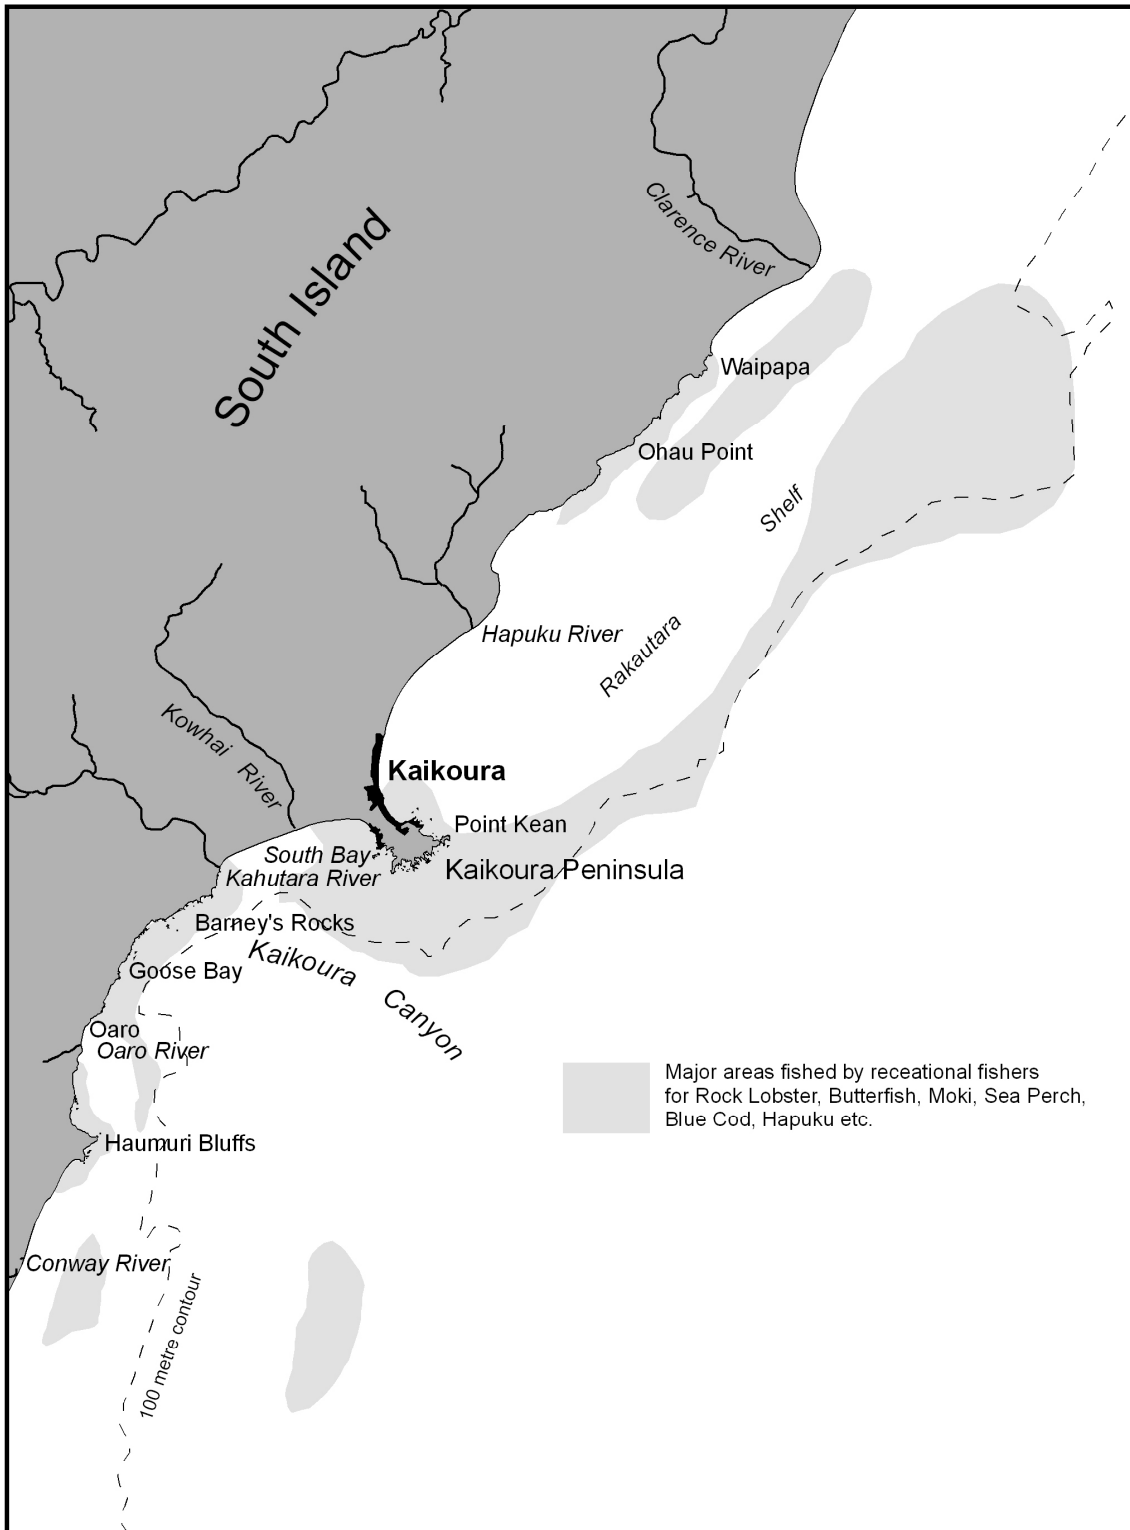 Clarence River
South Island
Waipapa
Ohau Point
Shelf
Hapuku River
Rakautara
Kowhai River
Kaikoura
Point Kean
South Bay
Kaikoura Peninsula
Kahutara River
Barney's Rocks
Kaikoura Canyon
Goose Bay
Oaro
Oaro River
Major areas fished by receational fishers
for Rock Lobster, Butterfish, Moki, Sea Perch,
Blue Cod, Hapuku etc.
Haumuri Bluffs
Conway River
100 metre contour